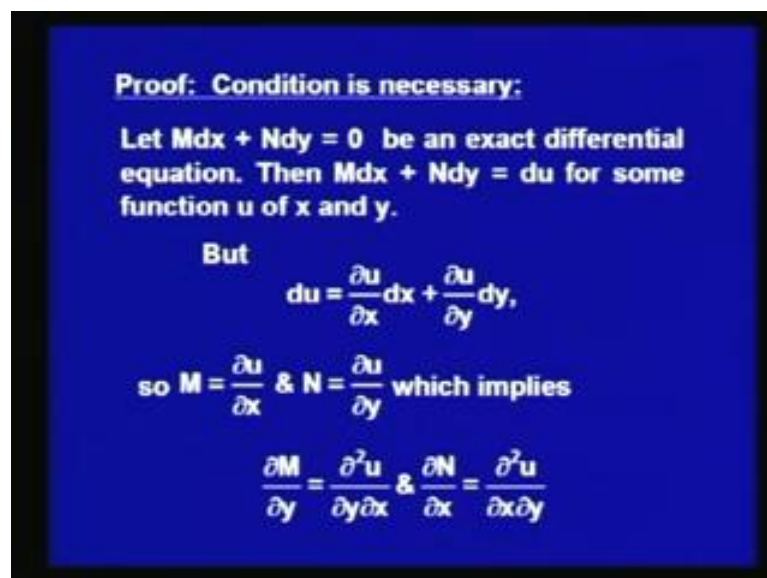 Proof: Condition is necessary:
Let Mdx + Ndy = 0 be an exact differential
equation. Then Mdx + Ndy = du for some
function u of x and y.
But
du = ∂u/∂x dx + ∂u/∂y dy,
so M = ∂u/∂x & N = ∂u/∂y which implies
∂M/∂y = ∂²u/∂y∂x & ∂N/∂x = ∂²u/∂x∂y